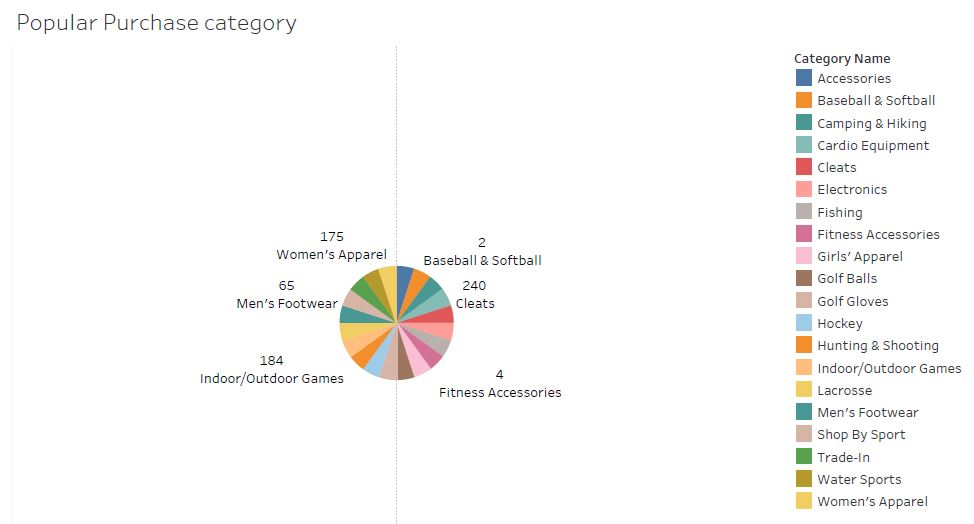 Popular Purchase category
175
Women's Apparel
2
Baseball & Softball
65
Men's Footwear
240
Cleats
184
Indoor/Outdoor Games
4
Fitness Accessories
Category Name
Accessories
Baseball & Softball
Camping & Hiking
Cardio Equipment
Cleats
Electronics
Fishing
Fitness Accessories
Girls' Apparel
Golf Balls
Golf Gloves
Hockey
Hunting & Shooting
Indoor/Outdoor Games
Lacrosse
Men's Footwear
Shop By Sport
Trade-In
Water Sports
Women's Apparel